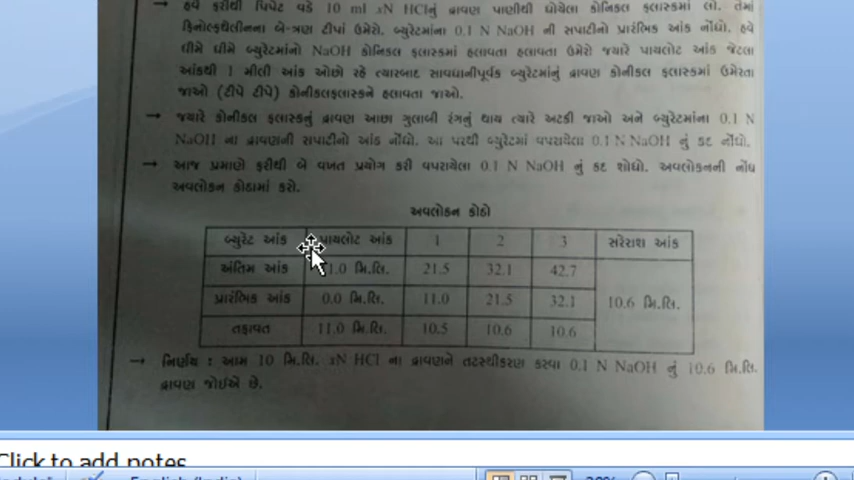 → હવે ફરીથી પિપેટ વડે 10 ml xN HClનું દ્રાવણ પાણીથી ધોયેલા કોનિકલ ફ્લાસ્કમાં લો. તેમાં
ફિનોલ્ફથેલીનના બે-ત્રણ ટીપાં ઉમેરો. બ્યુરેટમાંના 0.1 N NaOH ની સપાટીનો પ્રારંભિક આંક નોંધો. હવે
ધીમે ધીમે બ્યુરેટમાંનો NaOH કોનિકલ ફ્લાસ્કમાં હલાવતા હલાવતા ઉમેરો જ્યારે પાયલોટ આંક જેટલા
આંકથી 1 મીલી આંક ઓછો રહે ત્યારબાદ સાવધાનીપૂર્વક બ્યુરેટમાંનું દ્રાવણ કોનીકલ ફ્લાસ્કમાં ઉમેરતા
જાઓ (ટીપે ટીપે) કોનીકલફ્લાસ્કને હલાવતા જાઓ.
→ જ્યારે કોનીકલ ફ્લાસ્કનું દ્રાવણ આછા ગુલાબી રંગનું થાય ત્યારે અટકી જાઓ અને બ્યુરેટમાંના 0.1 N
NaOH ના દ્રાવણની સપાટીનો આંક નોંધો. આ પરથી બ્યુરેટમાં વપરાયેલા 0.1 N NaOH નું કદ નોંધો.
→ આજ પ્રમાણે ફરીથી બે વખત પ્રયોગ કરી વપરાયેલા 0.1 N NaOH નું કદ શોધો. અવલોકનની નોંધ
અવલોકન કોઠામાં કરો.
અવલોકન કોઠો
બ્યુરેટ આંક પાયલોટ આંક 1 2 3 સરેરાશ આંક
અંતિમ આંક 1.0 મિ.લિ. 21.5 32.1 42.7
પ્રારંભિક આંક 0.0 મિ.લિ. 11.0 21.5 32.1 10.6 મિ.લિ.
તફાવત 11.0 મિ.લિ. 10.5 10.6 10.6
→ નિર્ણય : આમ 10 મિ.લિ. xN HCl ના દ્રાવણને તટસ્થીકરણ કરવા 0.1 N NaOH નું 10.6 મિ.લિ.
દ્રાવણ જોઈએ છે.
Click to add notes
English (India)